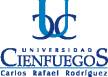 UNIVERSIDAD
CIENFUEGOS
Carlos Rafael Rodríguez